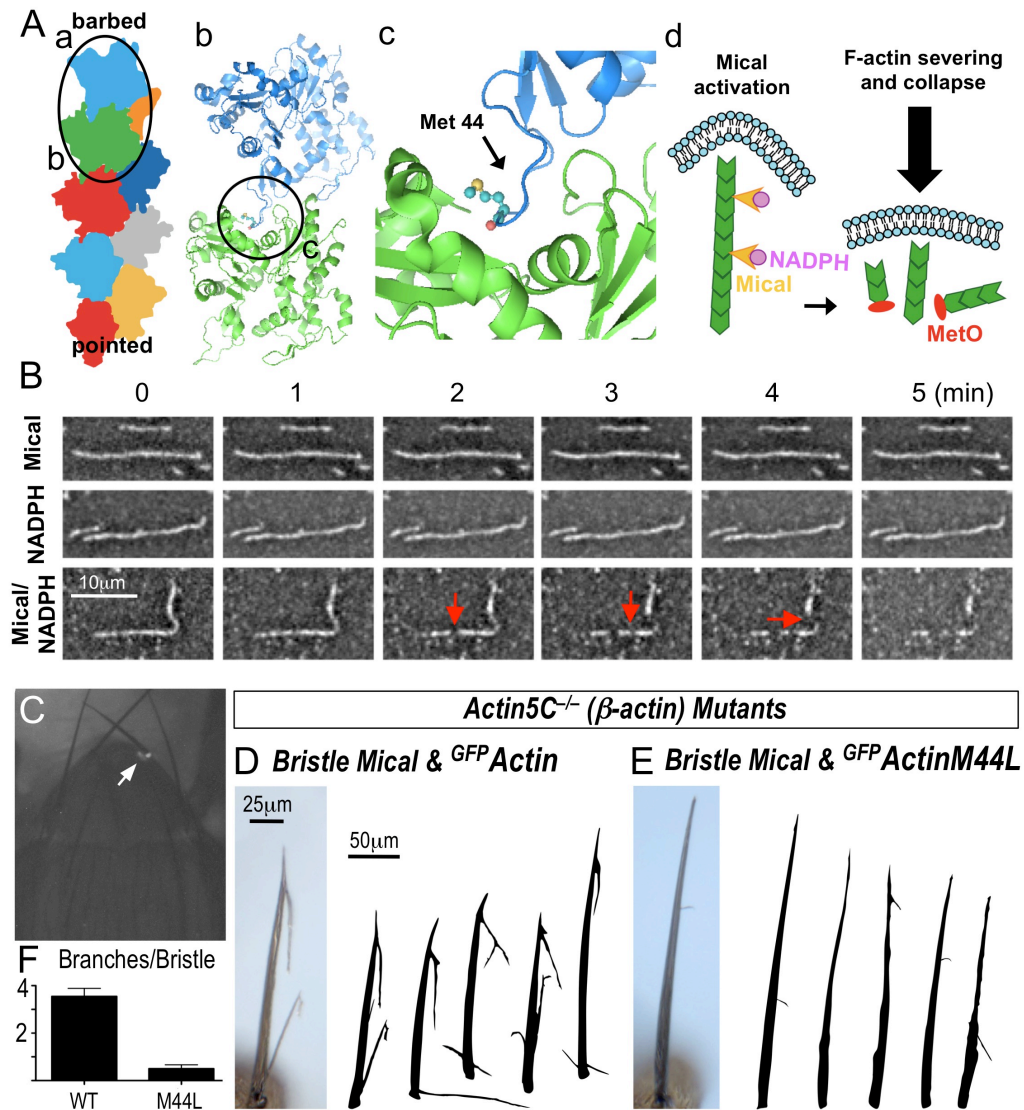 A
barbed
a
b
pointed
b
c
c
Met 44
d
Mical
activation
F-actin severing
and collapse
NADPH
Mical
MetO
B
0 1 2 3 4 5 (min)
Mical
NADPH
Mical/
NADPH
10μm
C
Actin5C–/– (β-actin) Mutants
D Bristle Mical & GFPActin
25μm
50μm
E Bristle Mical & GFPActinM44L
F
Branches/Bristle
4
2
WT M44L